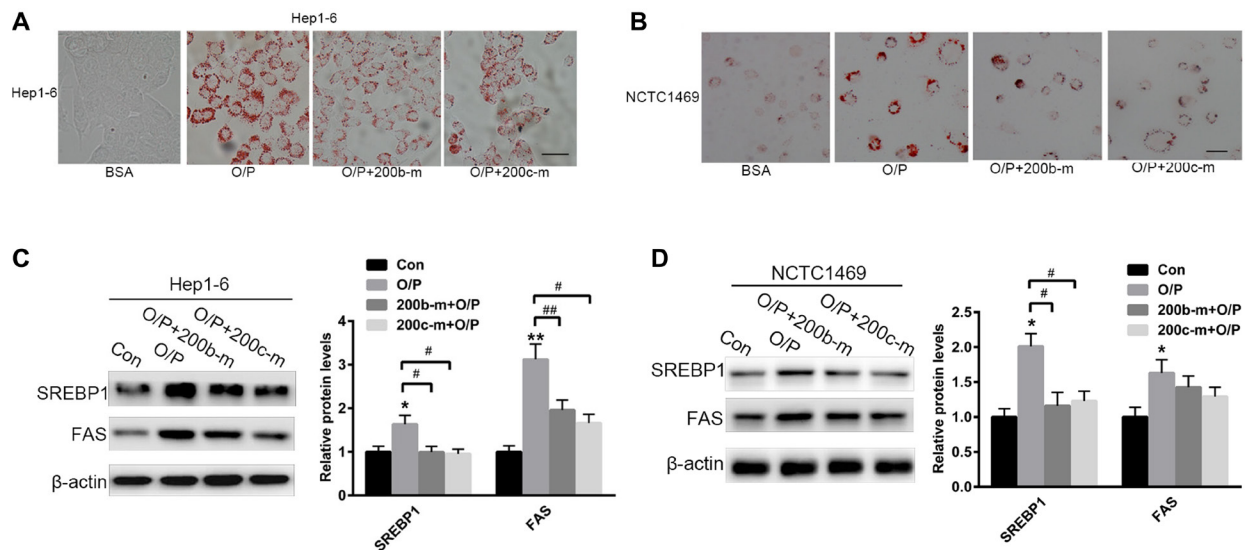 A
Hep1-6
Hep1-6
BSA
O/P
O/P+200b-m
O/P+200c-m
B
NCTC1469
BSA
O/P
O/P+200b-m
O/P+200c-m
C
Hep1-6
Con
O/P
O/P+200b-m
O/P+200c-m
SREBP1
FAS
β-actin
Con
O/P
200b-m+O/P
200c-m+O/P
Relative protein levels
4
3
2
1
0
*
#
#
**
##
#
SREBP1
FAS
D
NCTC1469
Con
O/P
O/P+200b-m
O/P+200c-m
SREBP1
FAS
β-actin
Con
O/P
200b-m+O/P
200c-m+O/P
Relative protein levels
2.5
2.0
1.5
1.0
0.5
0.0
*
#
#
*
SREBP1
FAS